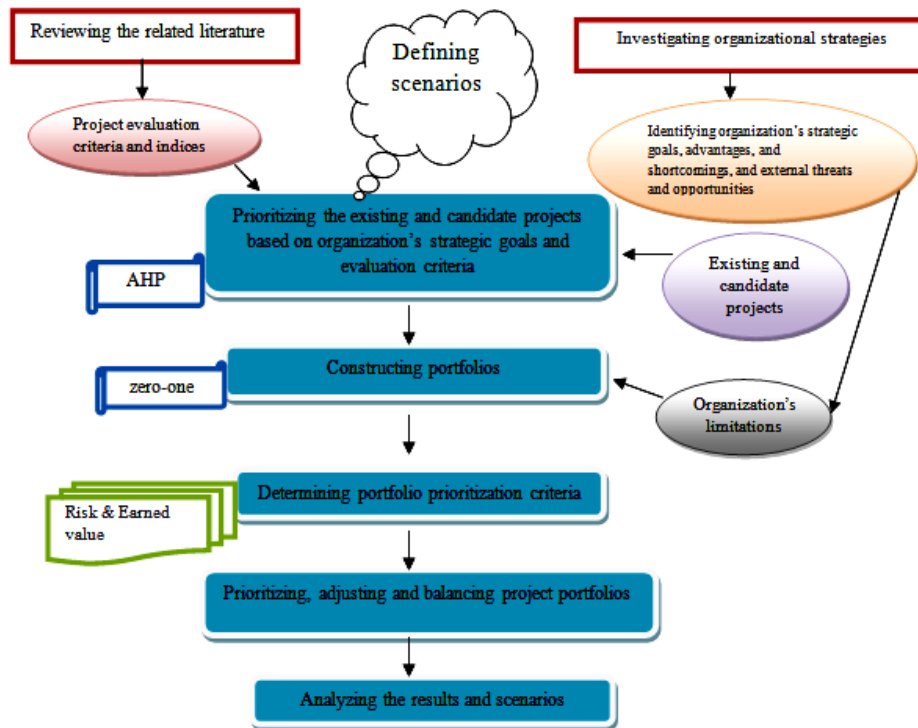 Reviewing the related literature
Defining
scenarios
Investigating organizational strategies
Project evaluation
criteria and indices
Identifying organization's strategic
goals, advantages, and
shortcomings, and external threats
and opportunities
Prioritizing the existing and candidate projects
based on organization's strategic goals and
evaluation criteria
AHP
Existing and
candidate
projects
Constructing portfolios
zero-one
Organization's
limitations
Determining portfolio prioritization criteria
Risk & Earned
value
Prioritizing, adjusting and balancing project portfolios
Analyzing the results and scenarios